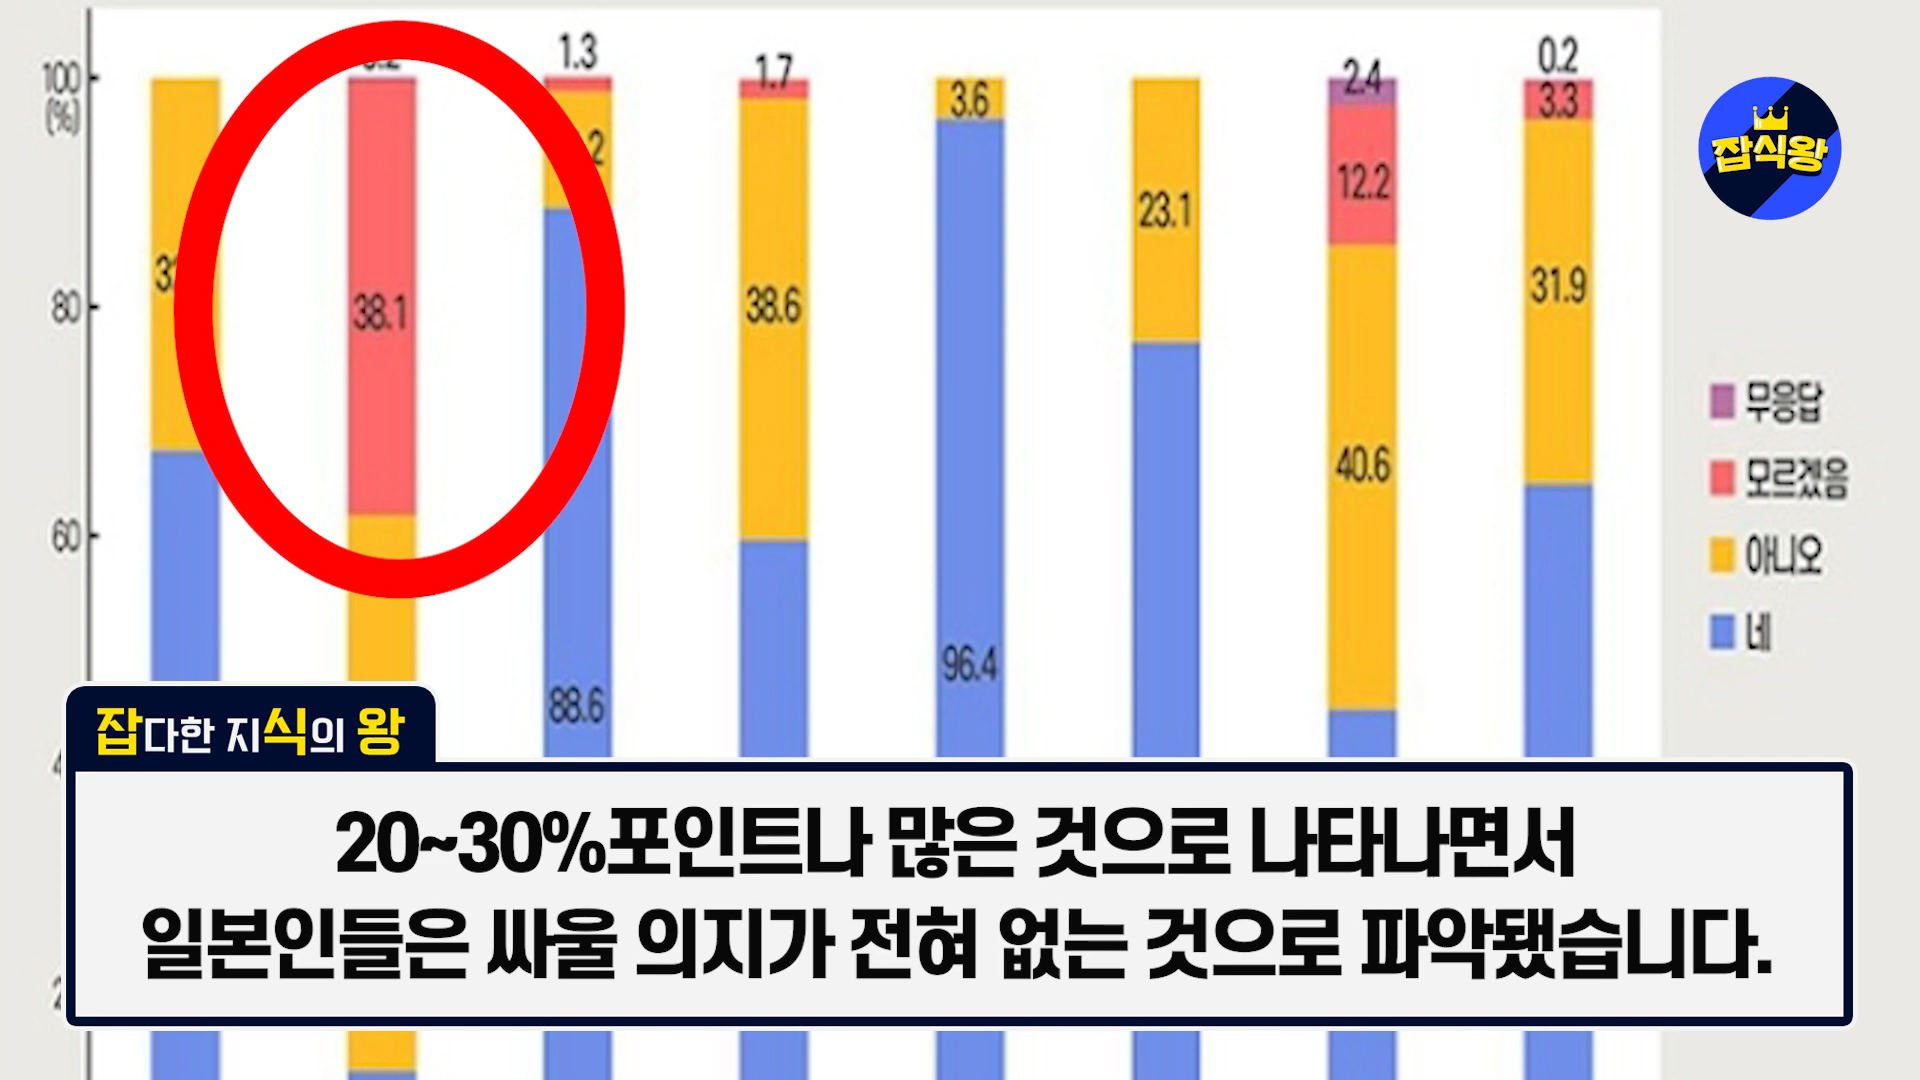 100
(%)
80
60
1.3
38.1
88.6
1.7
38.6
3.6
96.4
23.1
2.4
12.2
40.6
0.2
3.3
31.9
잡식왕
무응답
모르겠음
아니오
네
잡다한 지식의 왕
20~30%포인트나 많은 것으로 나타나면서
일본인들은 싸울 의지가 전혀 없는 것으로 파악됐습니다.